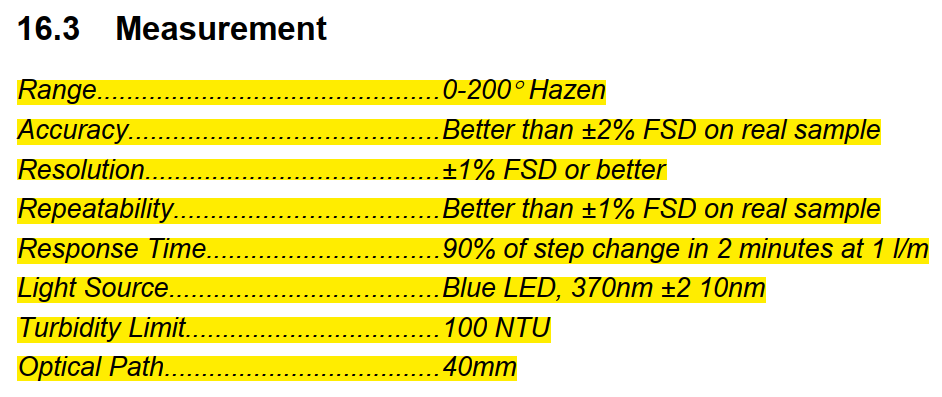 16.3 Measurement
Range.............................................0-200° Hazen
Accuracy.........................................Better than ±2% FSD on real sample
Resolution.......................................±1% FSD or better
Repeatability...................................Better than ±1% FSD on real sample
Response Time...............................90% of step change in 2 minutes at 1 l/m
Light Source....................................Blue LED, 370nm ±2 10nm
Turbidity Limit..................................100 NTU
Optical Path.....................................40mm